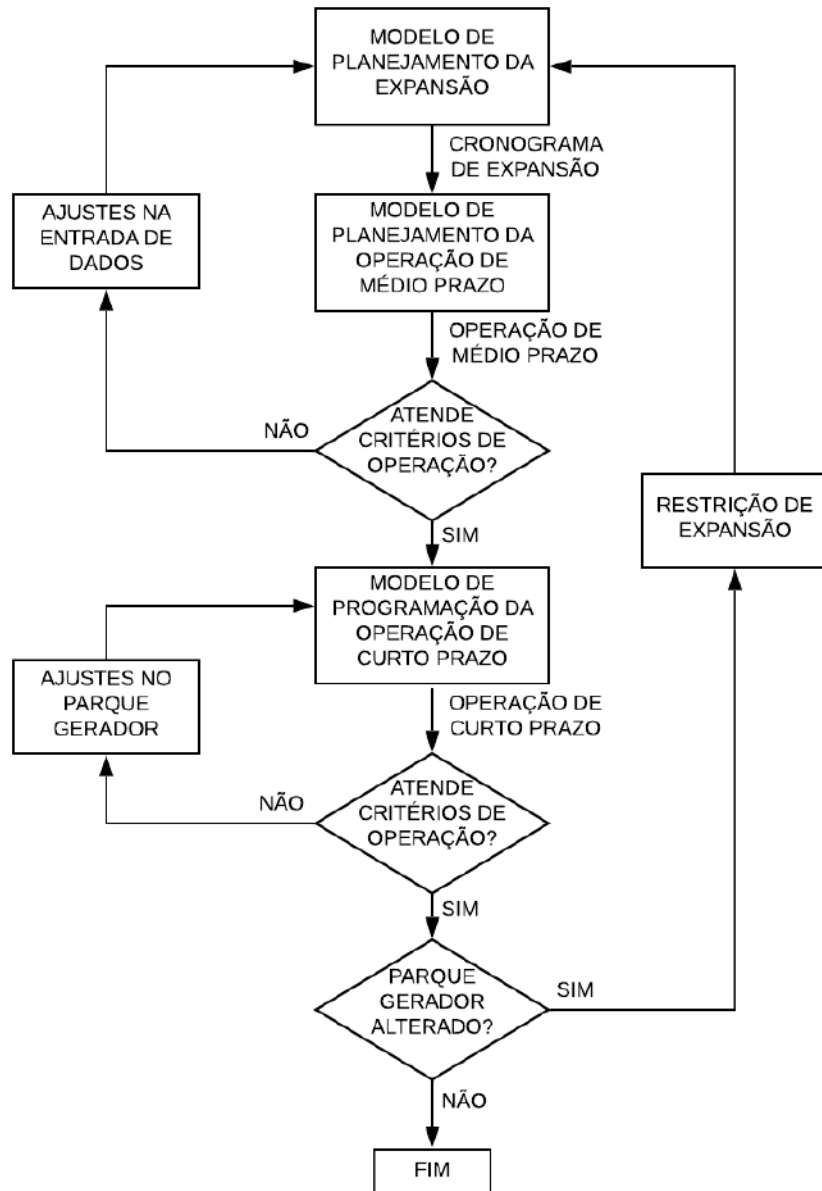 MODELO DE
PLANEJAMENTO DA
EXPANSÃO
CRONOGRAMA
DE EXPANSÃO
AJUSTES NA
ENTRADA DE
DADOS
MODELO DE
PLANEJAMENTO DA
OPERAÇÃO DE
MÉDIO PRAZO
OPERAÇÃO DE
MÉDIO PRAZO
NÃO
ATENDE
CRITÉRIOS DE
OPERAÇÃO?
SIM
RESTRIÇÃO DE
EXPANSÃO
MODELO DE
PROGRAMAÇÃO DA
OPERAÇÃO DE
CURTO PRAZO
AJUSTES NO
PARQUE
GERADOR
OPERAÇÃO DE
CURTO PRAZO
NÃO
ATENDE
CRITÉRIOS DE
OPERAÇÃO?
SIM
PARQUE
GERADOR
ALTERADO?
SIM
NÃO
FIM